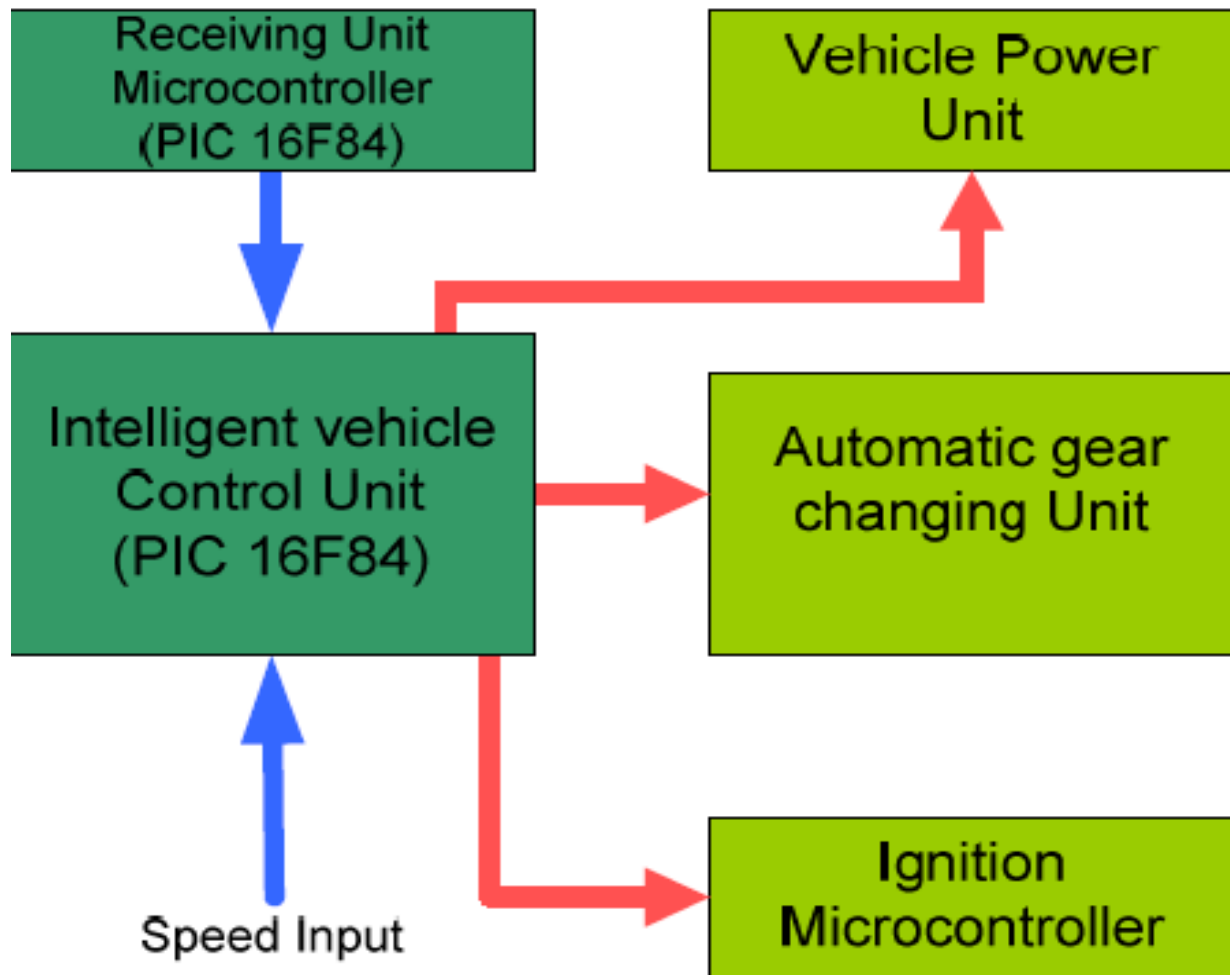 Receiving Unit
Microcontroller
(PIC 16F84)
Vehicle Power
Unit
Intelligent vehicle
Control Unit
(PIC 16F84)
Automatic gear
changing Unit
Speed Input
Ignition
Microcontroller